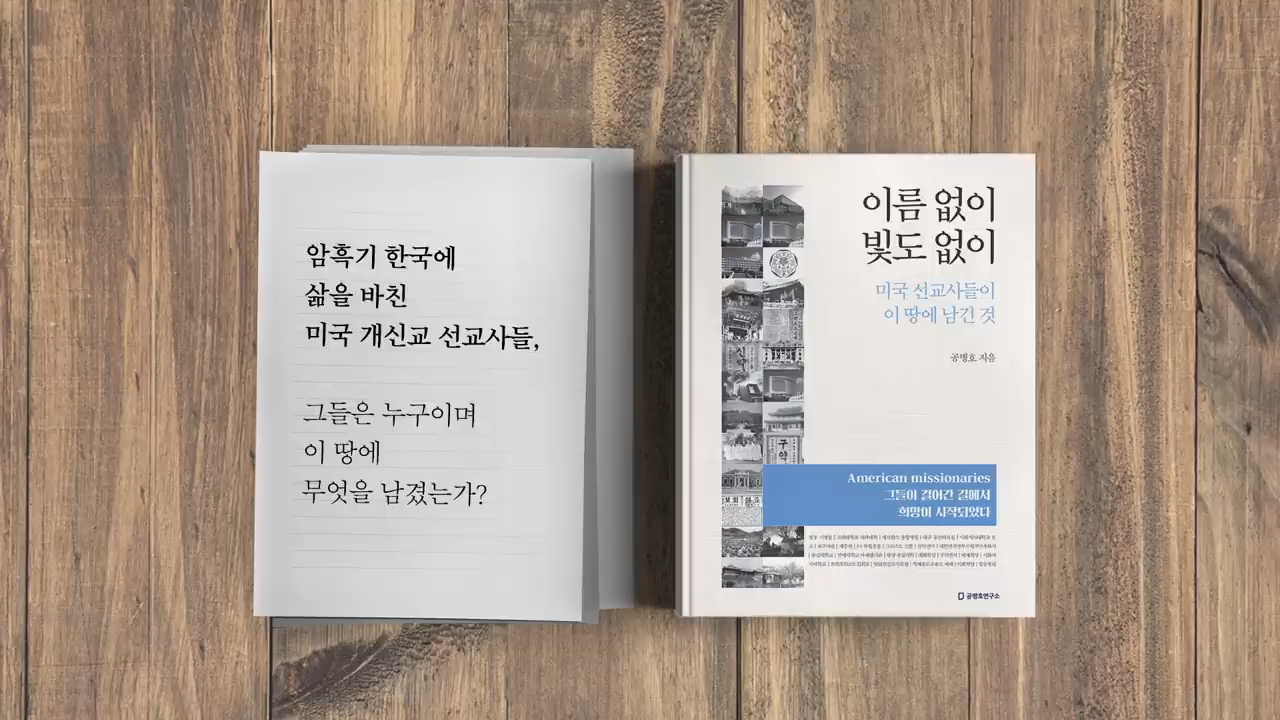 암흑기 한국에
삶을 바친
미국 개신교 선교사들,
그들은 누구이며
이 땅에
무엇을 남겼는가?
이름 없이
빛도 없이
미국 선교사들이
이 땅에 남긴 것
공병호 지음
구약
American missionaries
그들이 걸어간 길에서
희망이 시작되었다
공병호연구소